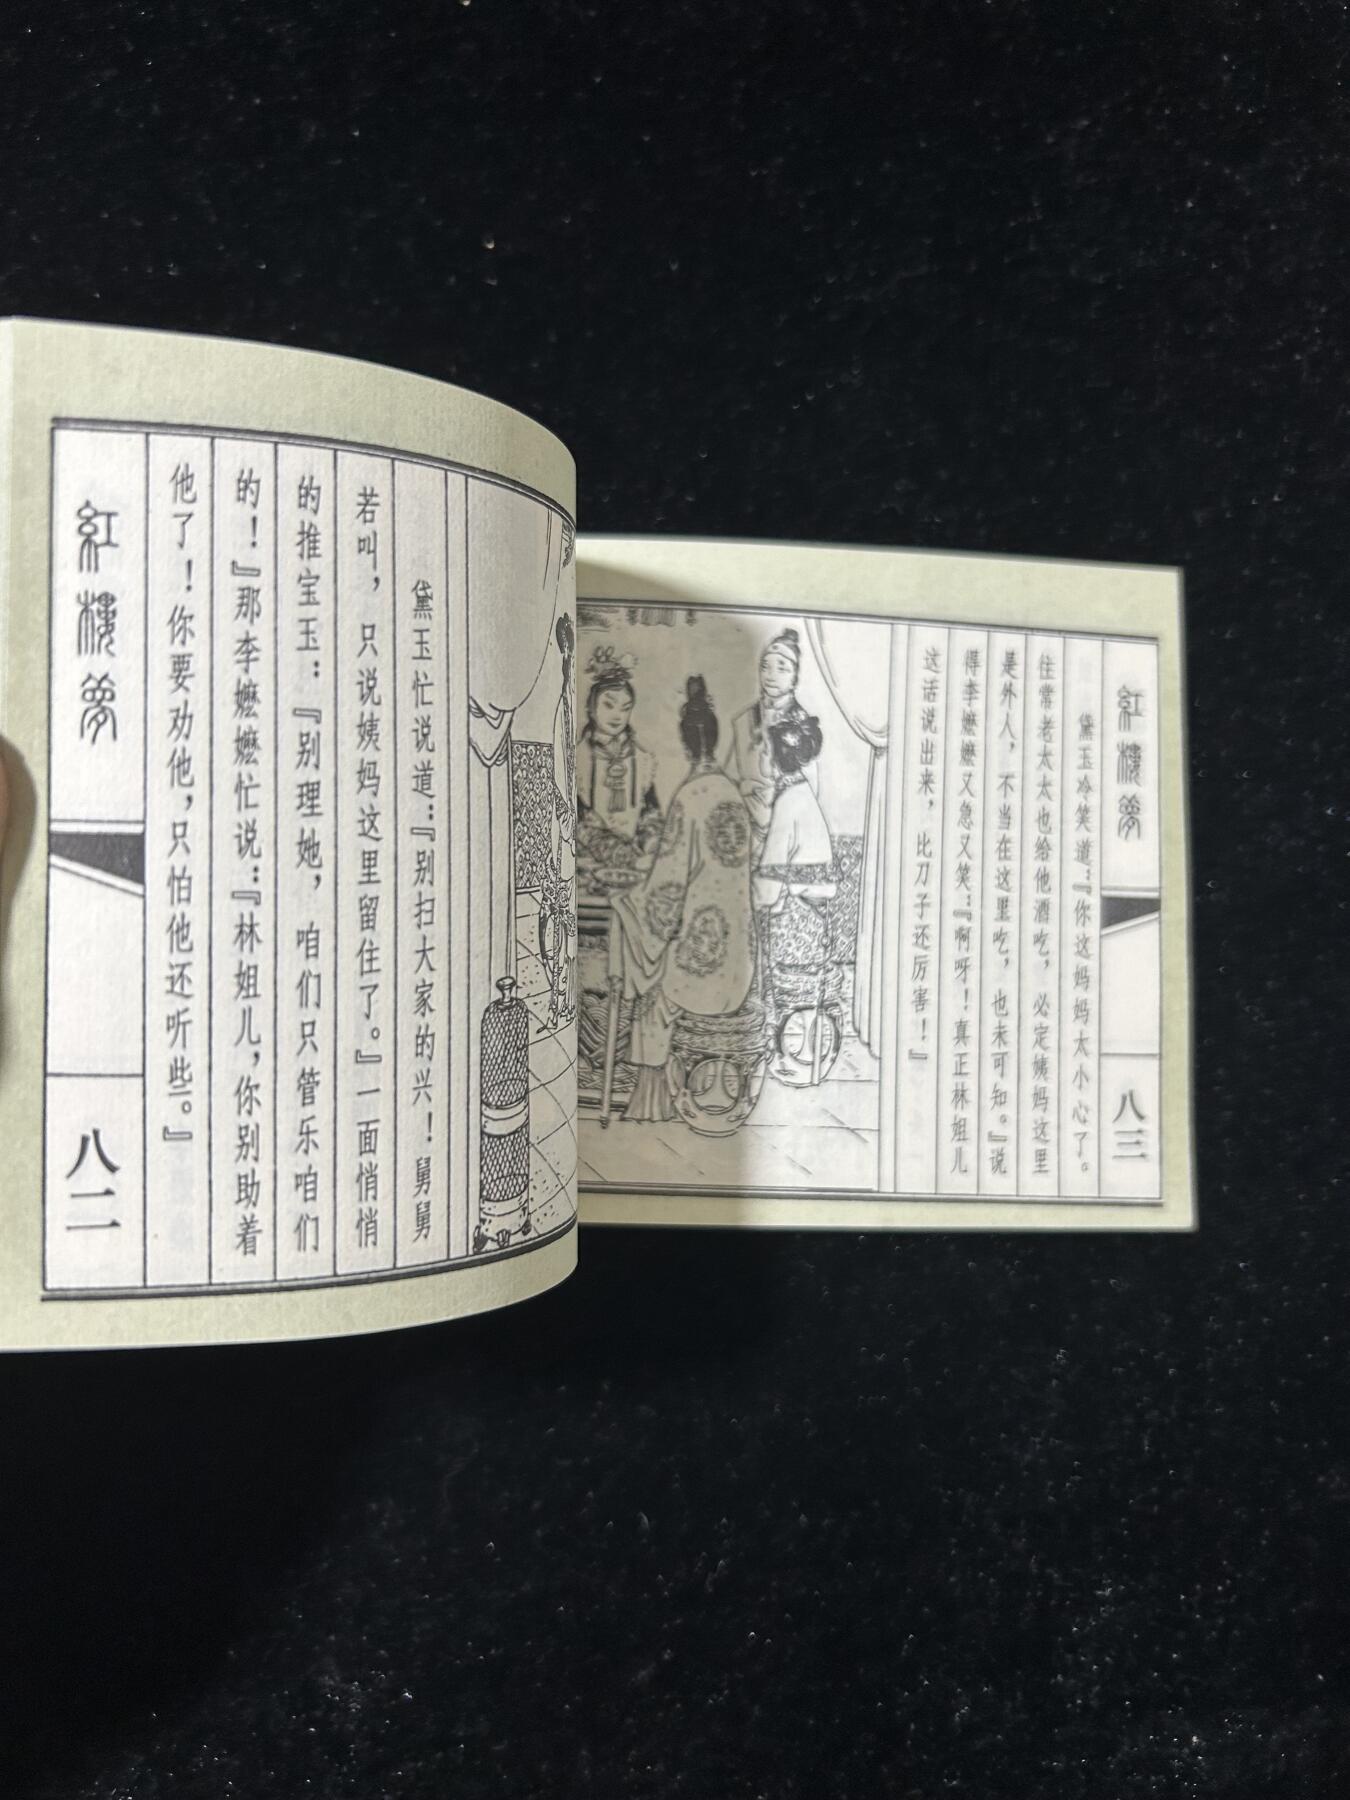 黛玉忙说道：『别扫大家的兴！舅舅
若叫，只说姨妈这里留住了。』一面悄悄
的推宝玉：『别理她，咱们只管乐咱们
的！』那李嬷嬷忙说：『林姐儿，你别助着
他了！你要劝他，只怕他还听些。』
紅樓夢
八二
紅樓夢
八三
黛玉冷笑道：『你这妈妈太小心了。
往常老太太也给他酒吃，必定姨妈这里
是外人，不当在这里吃，也未可知。』说
得李嬷嬷又急又笑：『啊呀！真正林姐儿
这话说出来，比刀子还厉害！』